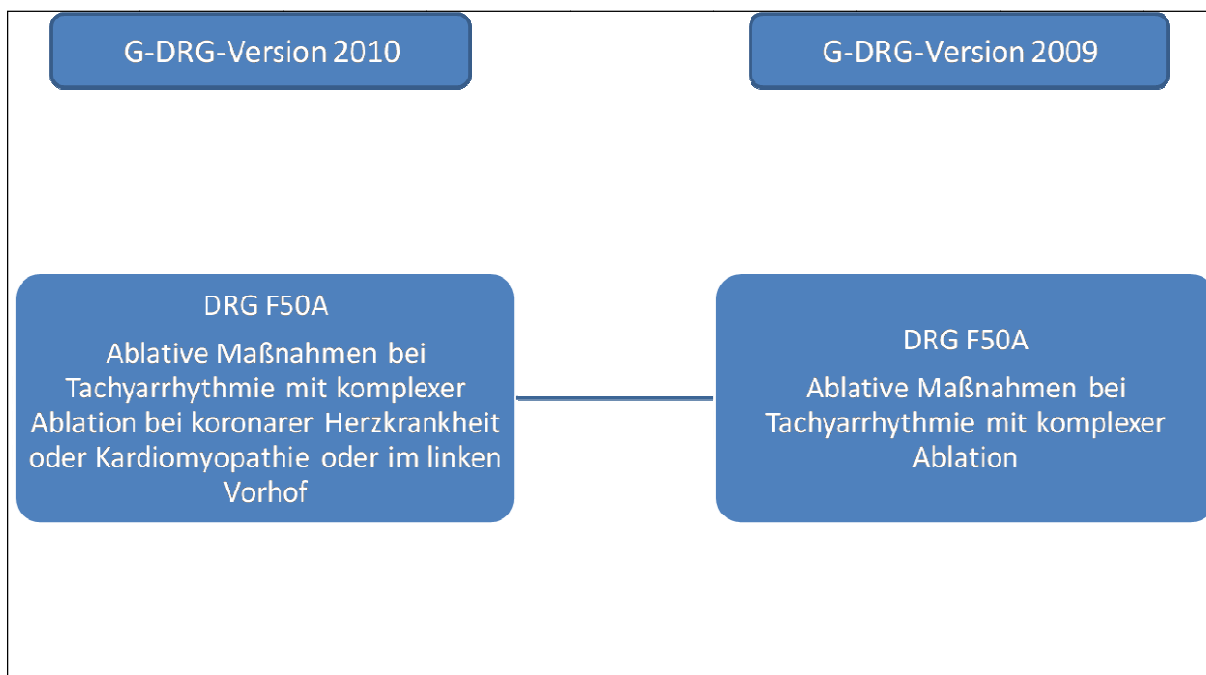 G-DRG-Version 2010
G-DRG-Version 2009
DRG F50A
Ablative Maßnahmen bei
Tachyarrhythmie mit komplexer
Ablation bei koronarer Herzkrankheit
oder Kardiomyopathie oder im linken
Vorhof
DRG F50A
Ablative Maßnahmen bei
Tachyarrhythmie mit komplexer
Ablation